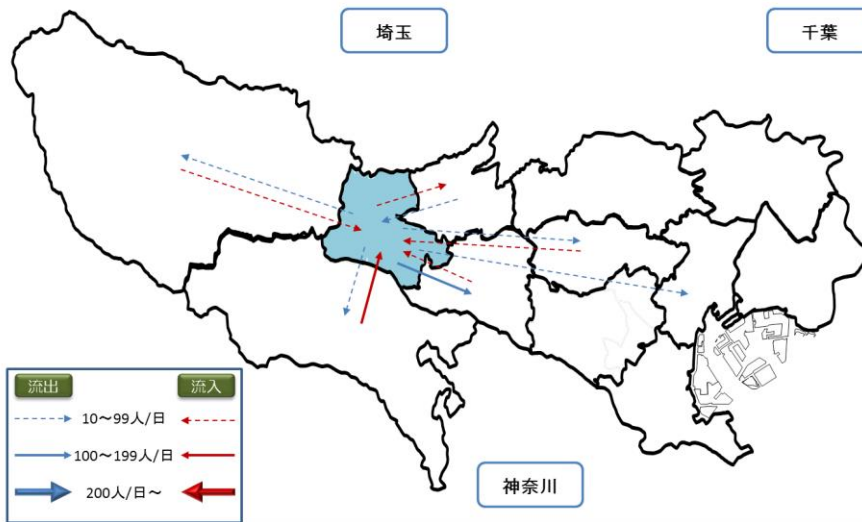 埼玉
千葉
流出 流入
10～99人/日
100～199人/日
200人/日～
神奈川